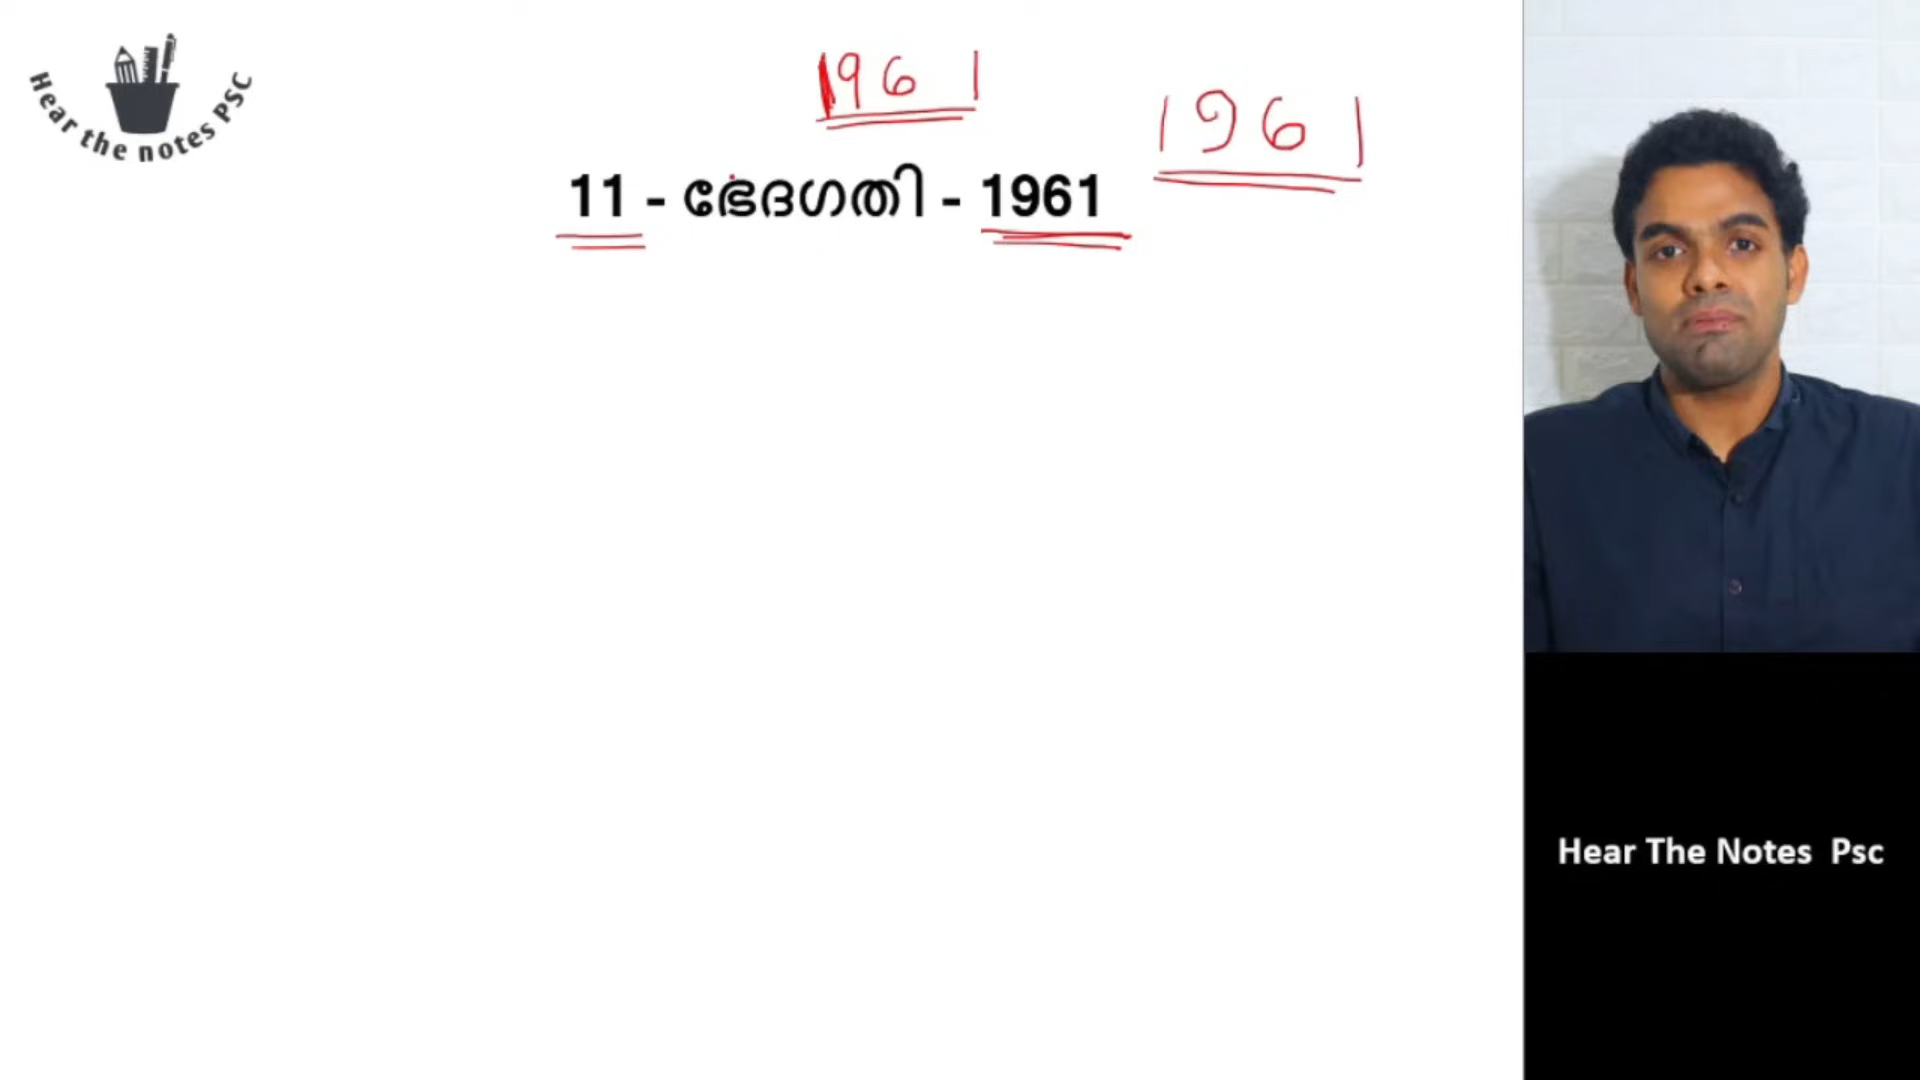 Hear the notes PSC
1961
1961
11 - ഭേദഗതി - 1961
Hear The Notes Psc